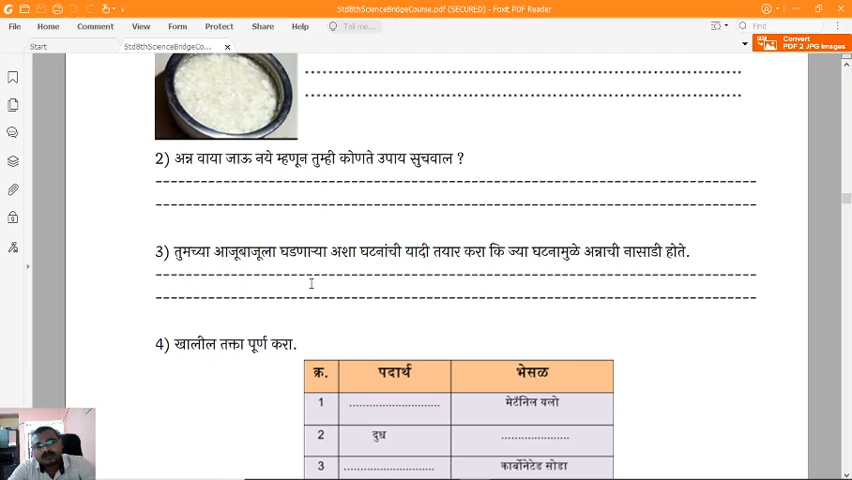 Std8thScienceBridgeCourse.pdf (SECURED) - Foxit PDF Reader
File Home Comment View Form Protect Share Help Tell me... Find
Start Std8thScienceBridgeCo...
Convert
PDF 2 JPG Images
2) अन्न वाया जाऊ नये म्हणून तुम्ही कोणते उपाय सुचवाल ?
3) तुमच्या आजूबाजूला घडणाऱ्या अशा घटनांची यादी तयार करा कि ज्या घटनामुळे अन्नाची नासाडी होते.
4) खालील तक्ता पूर्ण करा.
क्र. पदार्थ भेसळ
1 .......................... मेटॅनिल यलो
2 दुध ....................
3 .......................... कार्बोनेटेड सोडा